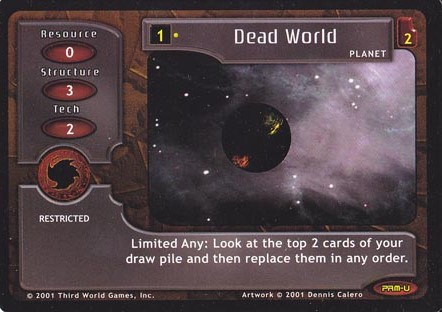 Resource
0
Structure
3
Tech
2
RESTRICTED
1
Dead World
2
PLANET
Limited Any: Look at the top 2 cards of your
draw pile and then replace them in any order.
PRM-U
© 2001 Third World Games, Inc.
Artwork © 2001 Dennis Calero